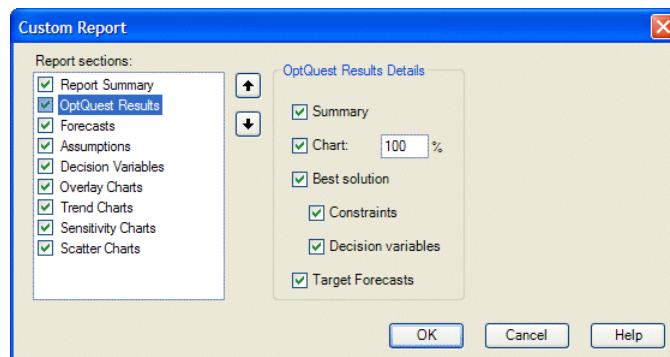 Custom Report
Report sections:
Report Summary
OptQuest Results
Forecasts
Assumptions
Decision Variables
Overlay Charts
Trend Charts
Sensitivity Charts
Scatter Charts
OptQuest Results Details
Summary
Chart: 100 %
Best solution
Constraints
Decision variables
Target Forecasts
OK Cancel Help